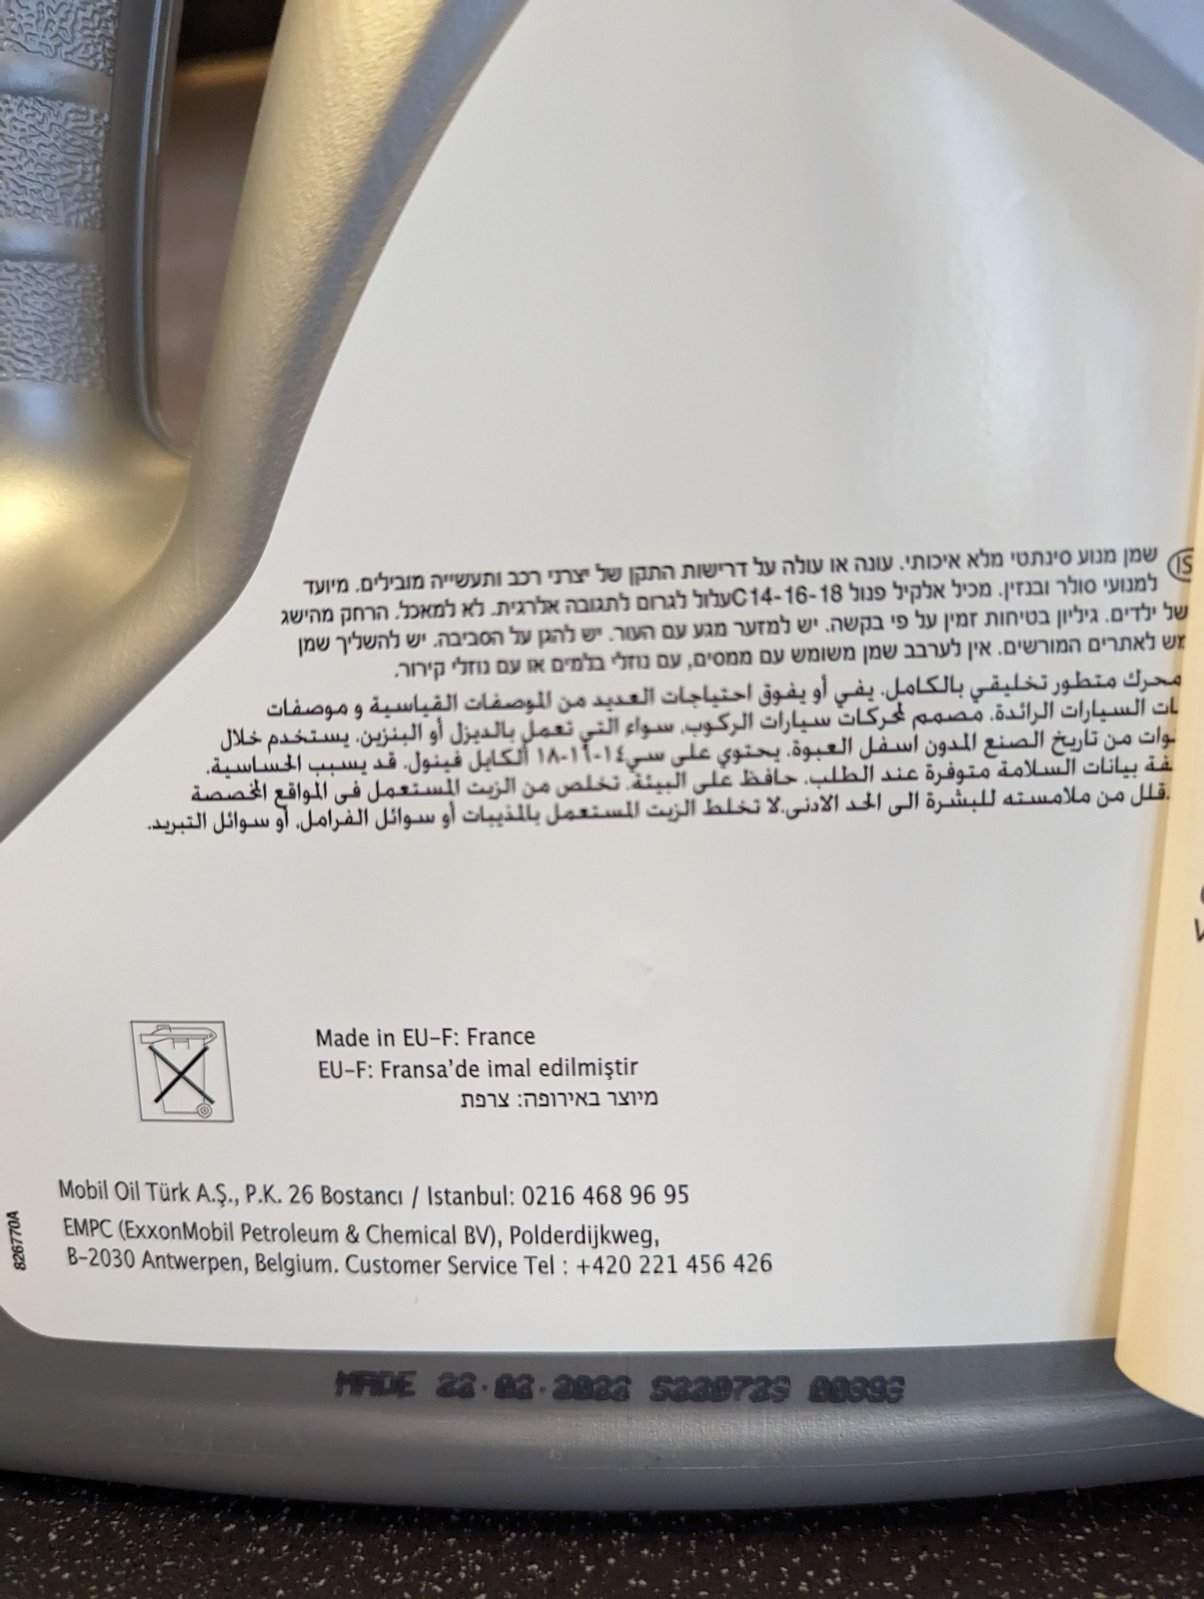 IS
שמן מנוע סינתטי מלא איכותי. עונה או עולה על דרישות התקן של יצרני רכב ותעשייה מובילים. מיועד
למנועי סולר ובנזין. מכיל אלקיל פנול C14-16-18עלול לגרום לתגובה אלרגית. לא למאכל. הרחק מהישג
של ילדים. גיליון בטיחות זמין על פי בקשה. יש למזער מגע עם העור. יש להגן על הסביבה. יש להשליך שמן
לאתרים המורשים. אין לערבב שמן משומש עם ממסים, עם נוזלי בלמים או עם נוזלי קירור.
محرك متطور تخليقي بالكامل. يفي أو يفوق احتياجات العديد من الموصفات القياسية و موصفات
السيارات الرائدة. مصمم لمحركات سيارات الركوب. سواء التي تعمل بالديزل أو البنزين. يستخدم خلال
من تاريخ الصنع المدون اسفل العبوة. يحتوي على سي١٤-١٦-١٨ ألكايل فينول. قد يسبب الحساسية.
بيانات السلامة متوفرة عند الطلب. حافظ على البيئة. تخلص من الزيت المستعمل فى المواقع المخصصة
.قلل من ملامسته للبشرة الى الحد الادنى.لا تخلط الزيت المستعمل بالمذيبات أو سوائل الفرامل. أو سوائل التبريد.
Made in EU-F: France
EU-F: Fransa'de imal edilmiştir
מיוצר באירופה: צרפת
Mobil Oil Türk A.Ş., P.K. 26 Bostancı / Istanbul: 0216 468 96 95
EMPC (ExxonMobil Petroleum & Chemical BV), Polderdijkweg,
B-2030 Antwerpen, Belgium. Customer Service Tel : +420 221 456 426
826770A
MADE 22.02.2022